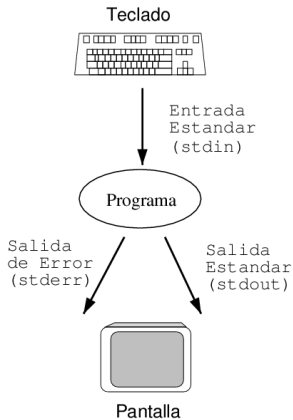 Teclado
Entrada
Estandar
(stdin)
Programa
Salida
de Error
(stderr)
Salida
Estandar
(stdout)
Pantalla